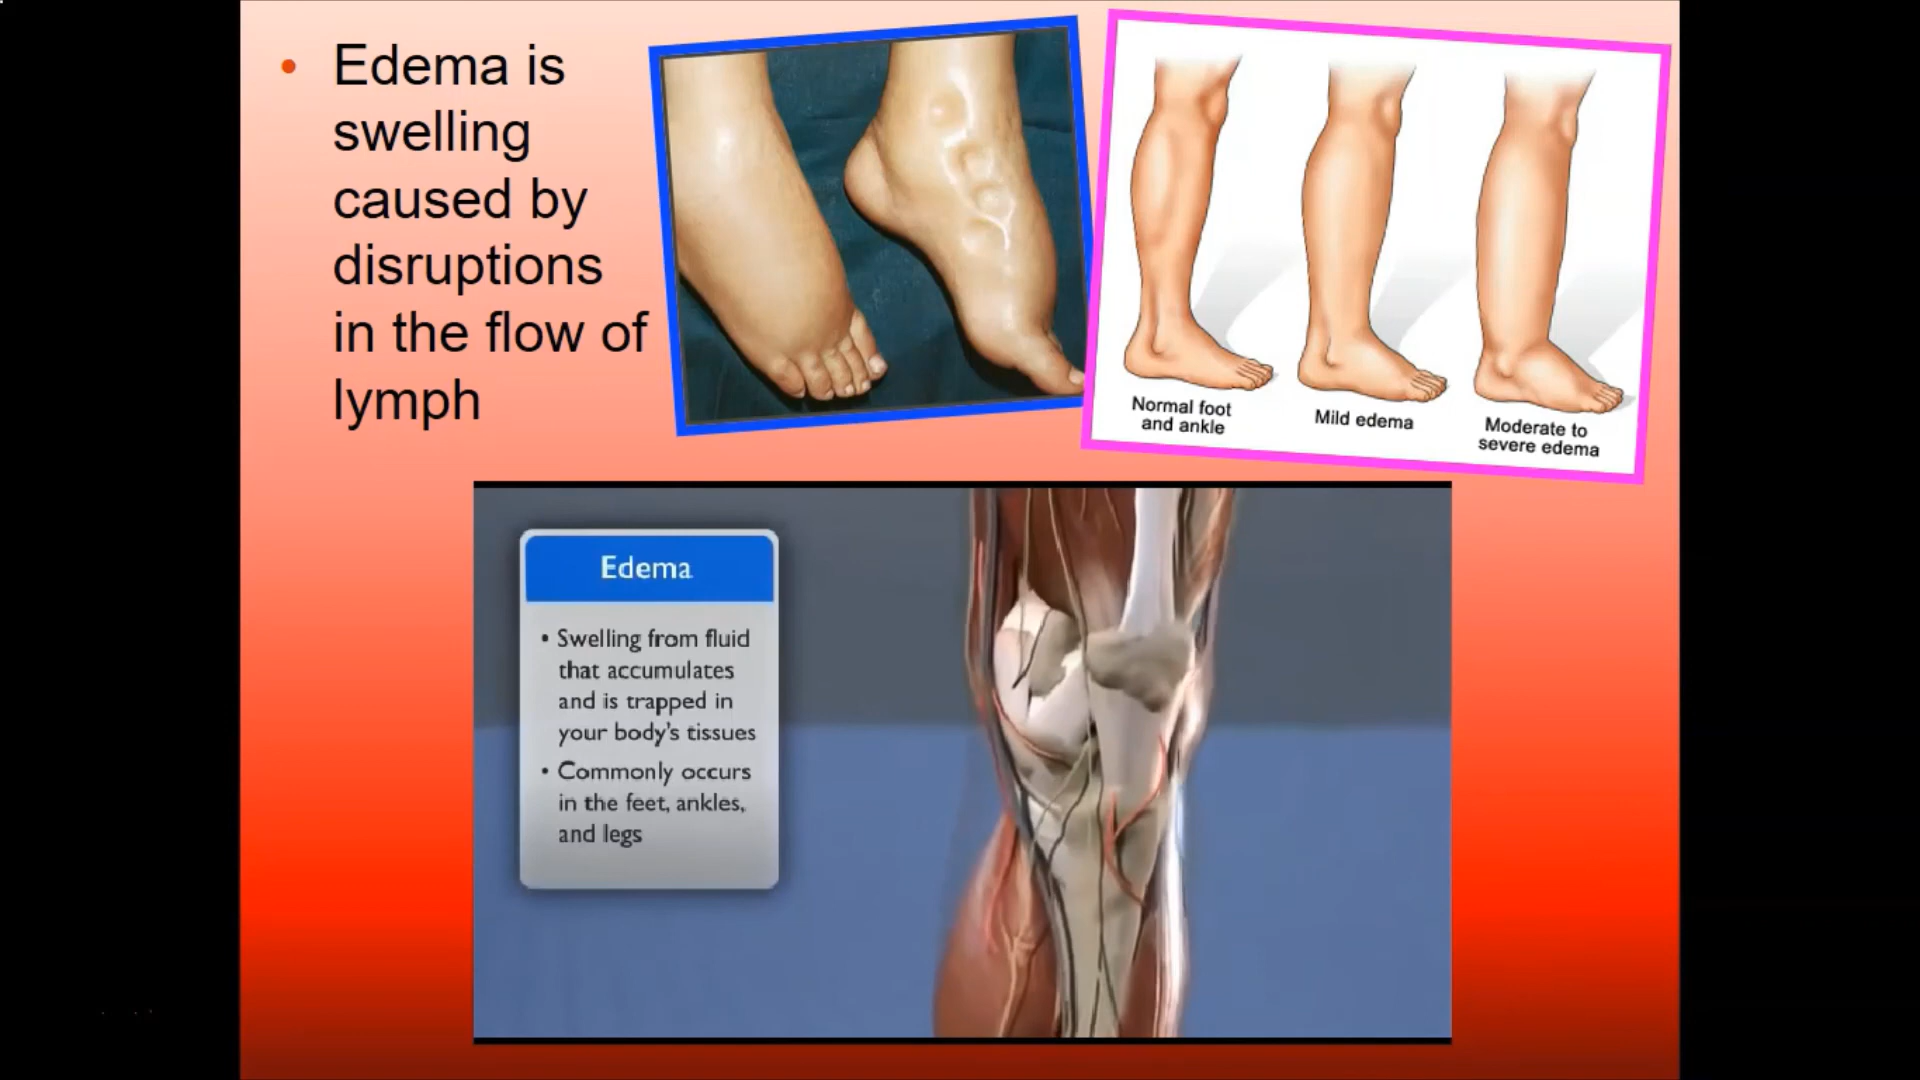 • Edema is
swelling
caused by
disruptions
in the flow of
lymph
Normal foot
and ankle
Mild edema
Moderate to
severe edema
Edema
• Swelling from fluid
that accumulates
and is trapped in
your body's tissues
• Commonly occurs
in the feet, ankles,
and legs